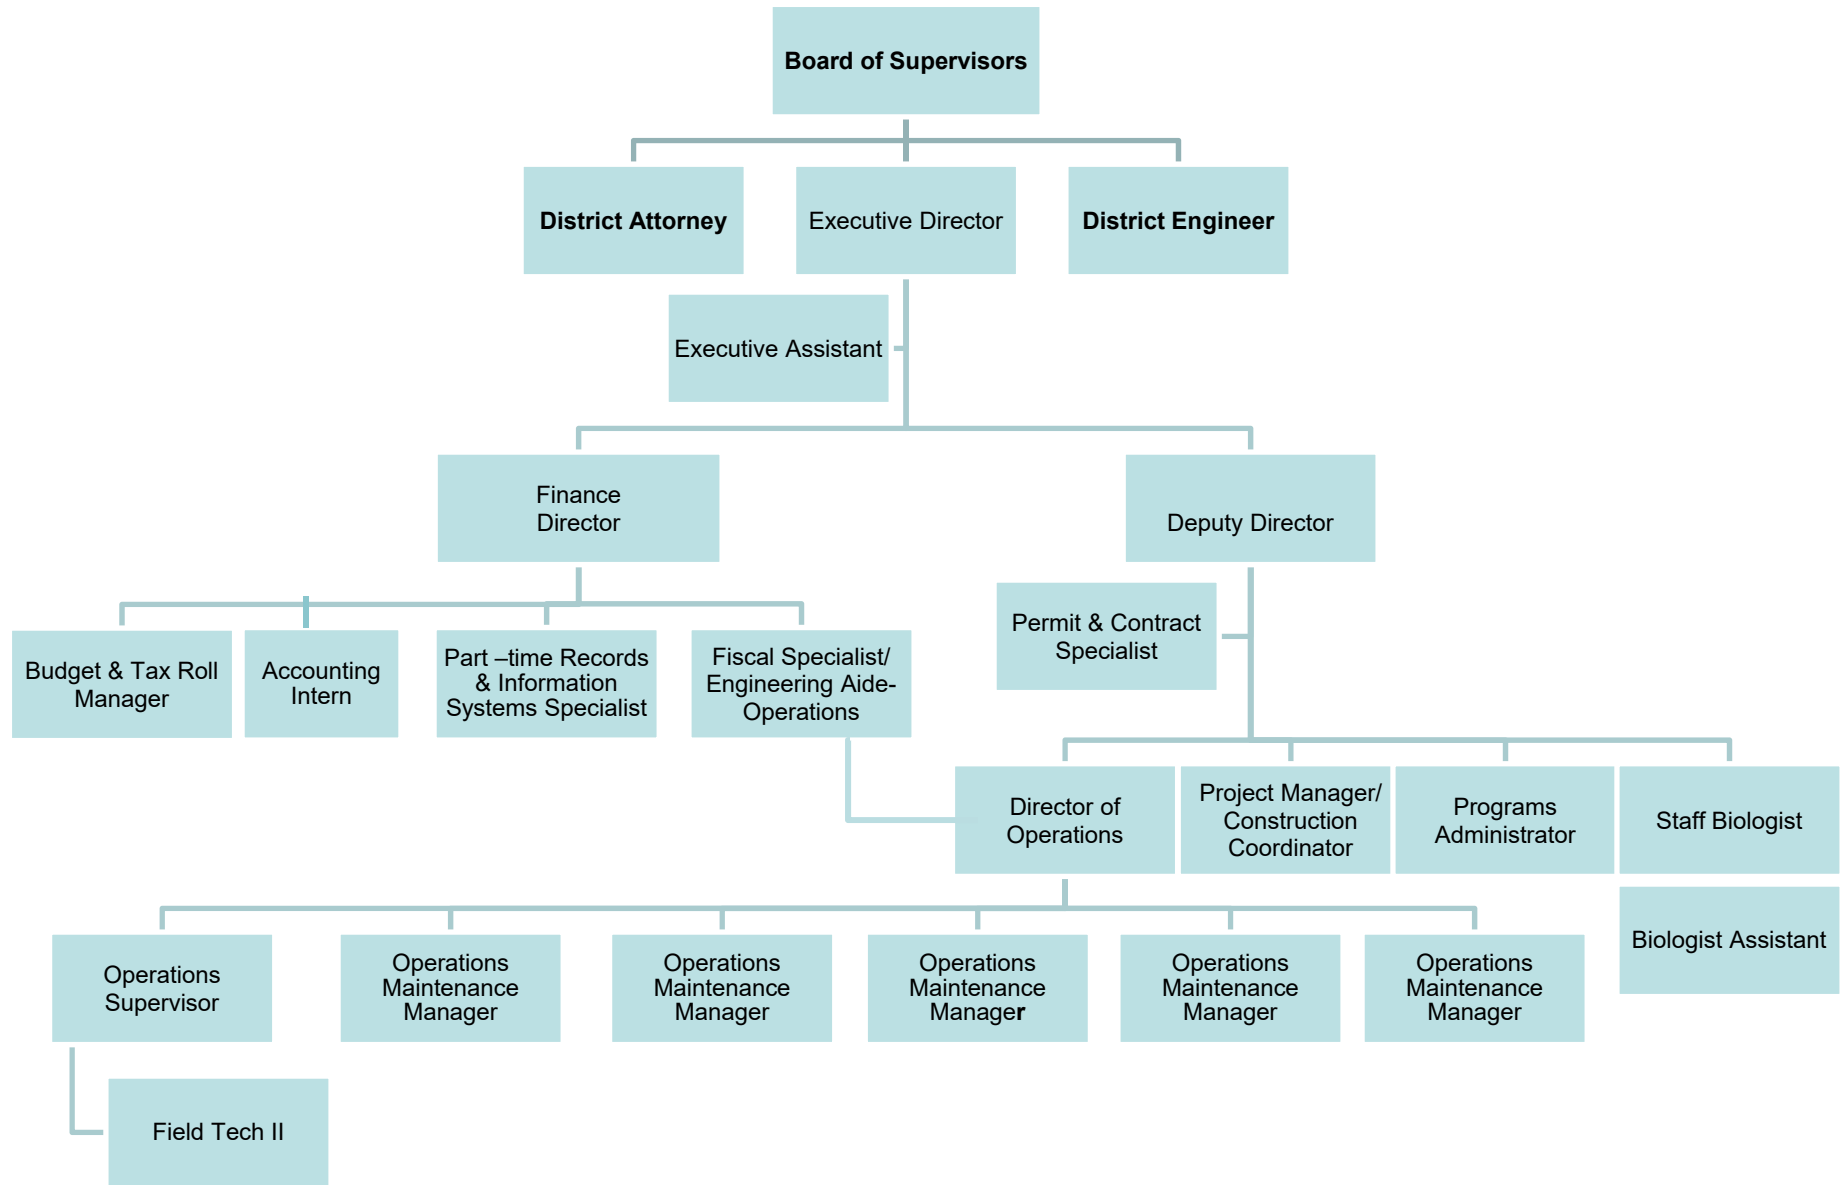 Board of Supervisors
District Attorney
Executive Director
District Engineer
Executive Assistant
Finance
Director
Deputy Director
Permit & Contract
Specialist
Budget & Tax Roll
Manager
Accounting
Intern
Part –time Records
& Information
Systems Specialist
Fiscal Specialist/
Engineering Aide-
Operations
Director of
Operations
Project Manager/
Construction
Coordinator
Programs
Administrator
Staff Biologist
Biologist Assistant
Operations
Supervisor
Operations
Maintenance
Manager
Operations
Maintenance
Manager
Operations
Maintenance
Manager
Operations
Maintenance
Manager
Operations
Maintenance
Manager
Field Tech II